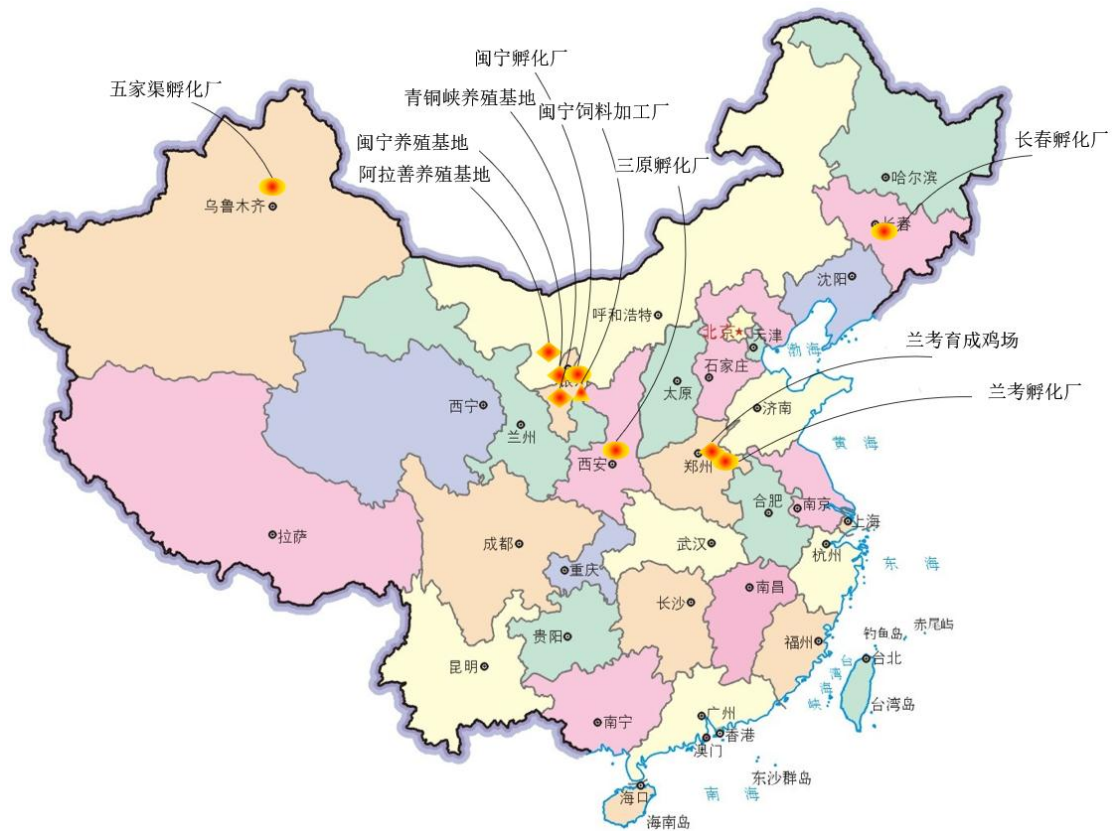 闽宁孵化厂
五家渠孵化厂
青铜峡养殖基地
闽宁饲料加工厂
闽宁养殖基地
阿拉善养殖基地
三原孵化厂
长春孵化厂
哈尔滨
乌鲁木齐
长春
沈阳
呼和浩特
北京
天津
渤海
兰考育成鸡场
石家庄
太原
兰考孵化厂
西宁
济南
兰州
黄海
西安
郑州
合肥
南京
上海
拉萨
成都
武汉
杭州
东海
重庆
南昌
长沙
贵阳
福州
钓鱼岛
赤尾屿
昆明
台北
台湾海峡
台湾岛
南宁
广州
香港
澳门
东沙群岛
海口
南海
海南岛